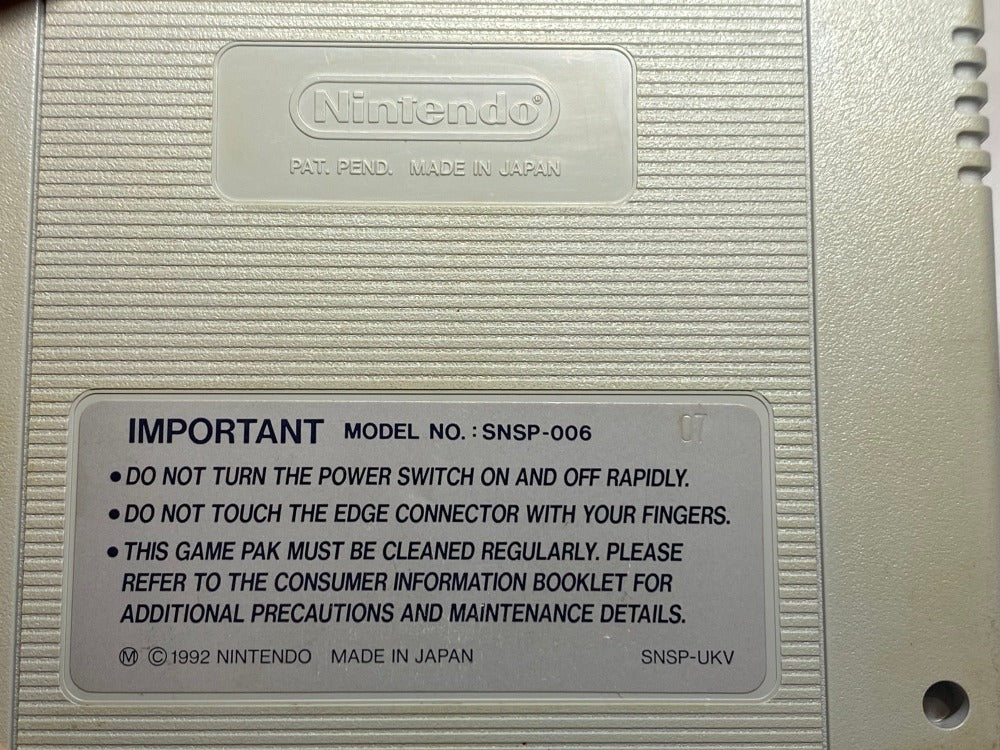 Nintendo®
PAT. PEND. MADE IN JAPAN
IMPORTANT MODEL NO. : SNSP-006 07
• DO NOT TURN THE POWER SWITCH ON AND OFF RAPIDLY.
• DO NOT TOUCH THE EDGE CONNECTOR WITH YOUR FINGERS.
• THIS GAME PAK MUST BE CLEANED REGULARLY. PLEASE
REFER TO THE CONSUMER INFORMATION BOOKLET FOR
ADDITIONAL PRECAUTIONS AND MAINTENANCE DETAILS.
Ⓜ ©1992 NINTENDO MADE IN JAPAN SNSP-UKV